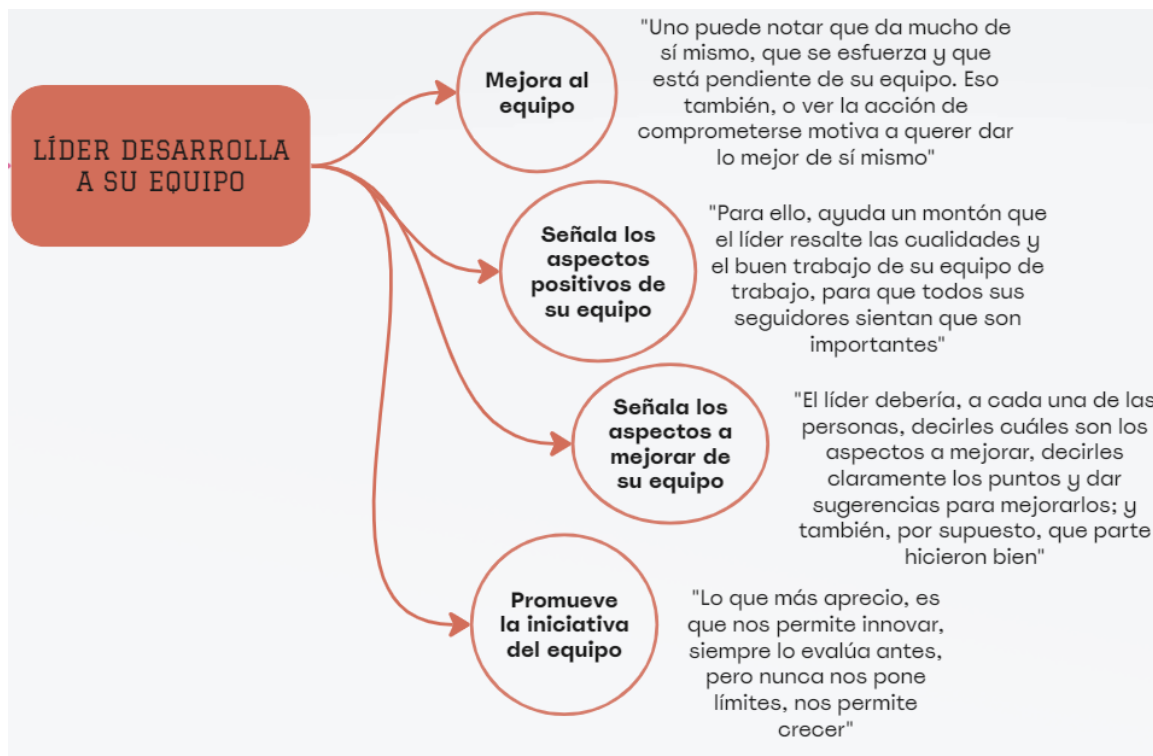 LÍDER DESARROLLA
A SU EQUIPO
Mejora al
equipo
"Uno puede notar que da mucho de
sí mismo, que se esfuerza y que
está pendiente de su equipo. Eso
también, o ver la acción de
comprometerse motiva a querer dar
lo mejor de sí mismo"
Señala los
aspectos
positivos de
su equipo
"Para ello, ayuda un montón que
el líder resalte las cualidades y
el buen trabajo de su equipo de
trabajo, para que todos sus
seguidores sientan que son
importantes"
Señala los
aspectos a
mejorar de
su equipo
"El líder debería, a cada una de las
personas, decirles cuáles son los
aspectos a mejorar, decirles
claramente los puntos y dar
sugerencias para mejorarlos; y
también, por supuesto, que parte
hicieron bien"
Promueve
la iniciativa
del equipo
"Lo que más aprecio, es
que nos permite innovar,
siempre lo evalúa antes,
pero nunca nos pone
límites, nos permite
crecer"